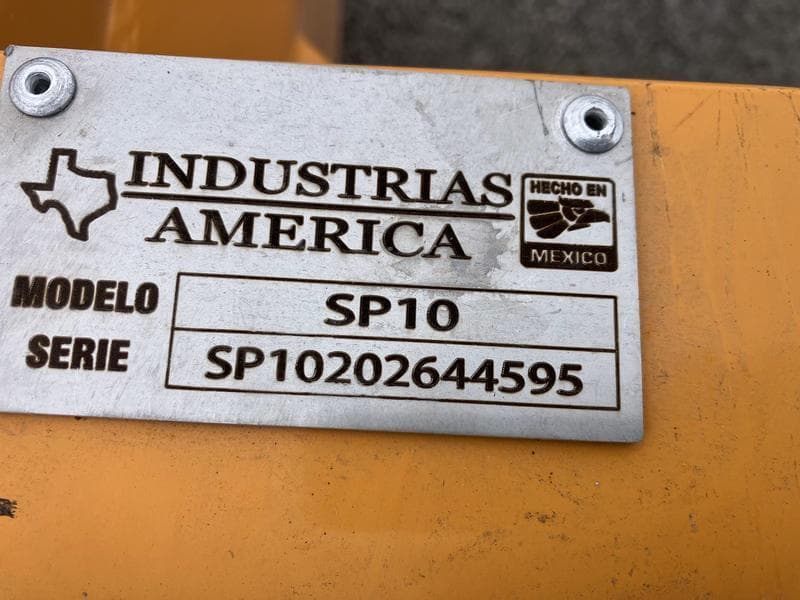 INDUSTRIAS
AMERICA
HECHO EN
MEXICO
MODELO SP10
SERIE SP10202644595